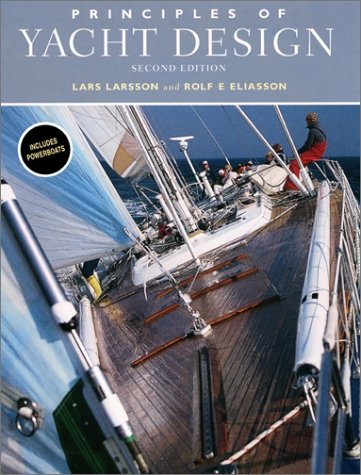 PRINCIPLES OF
YACHT DESIGN
SECOND EDITION
LARS LARSSON and ROLF E ELIASSON
INCLUDES
POWERBOATS